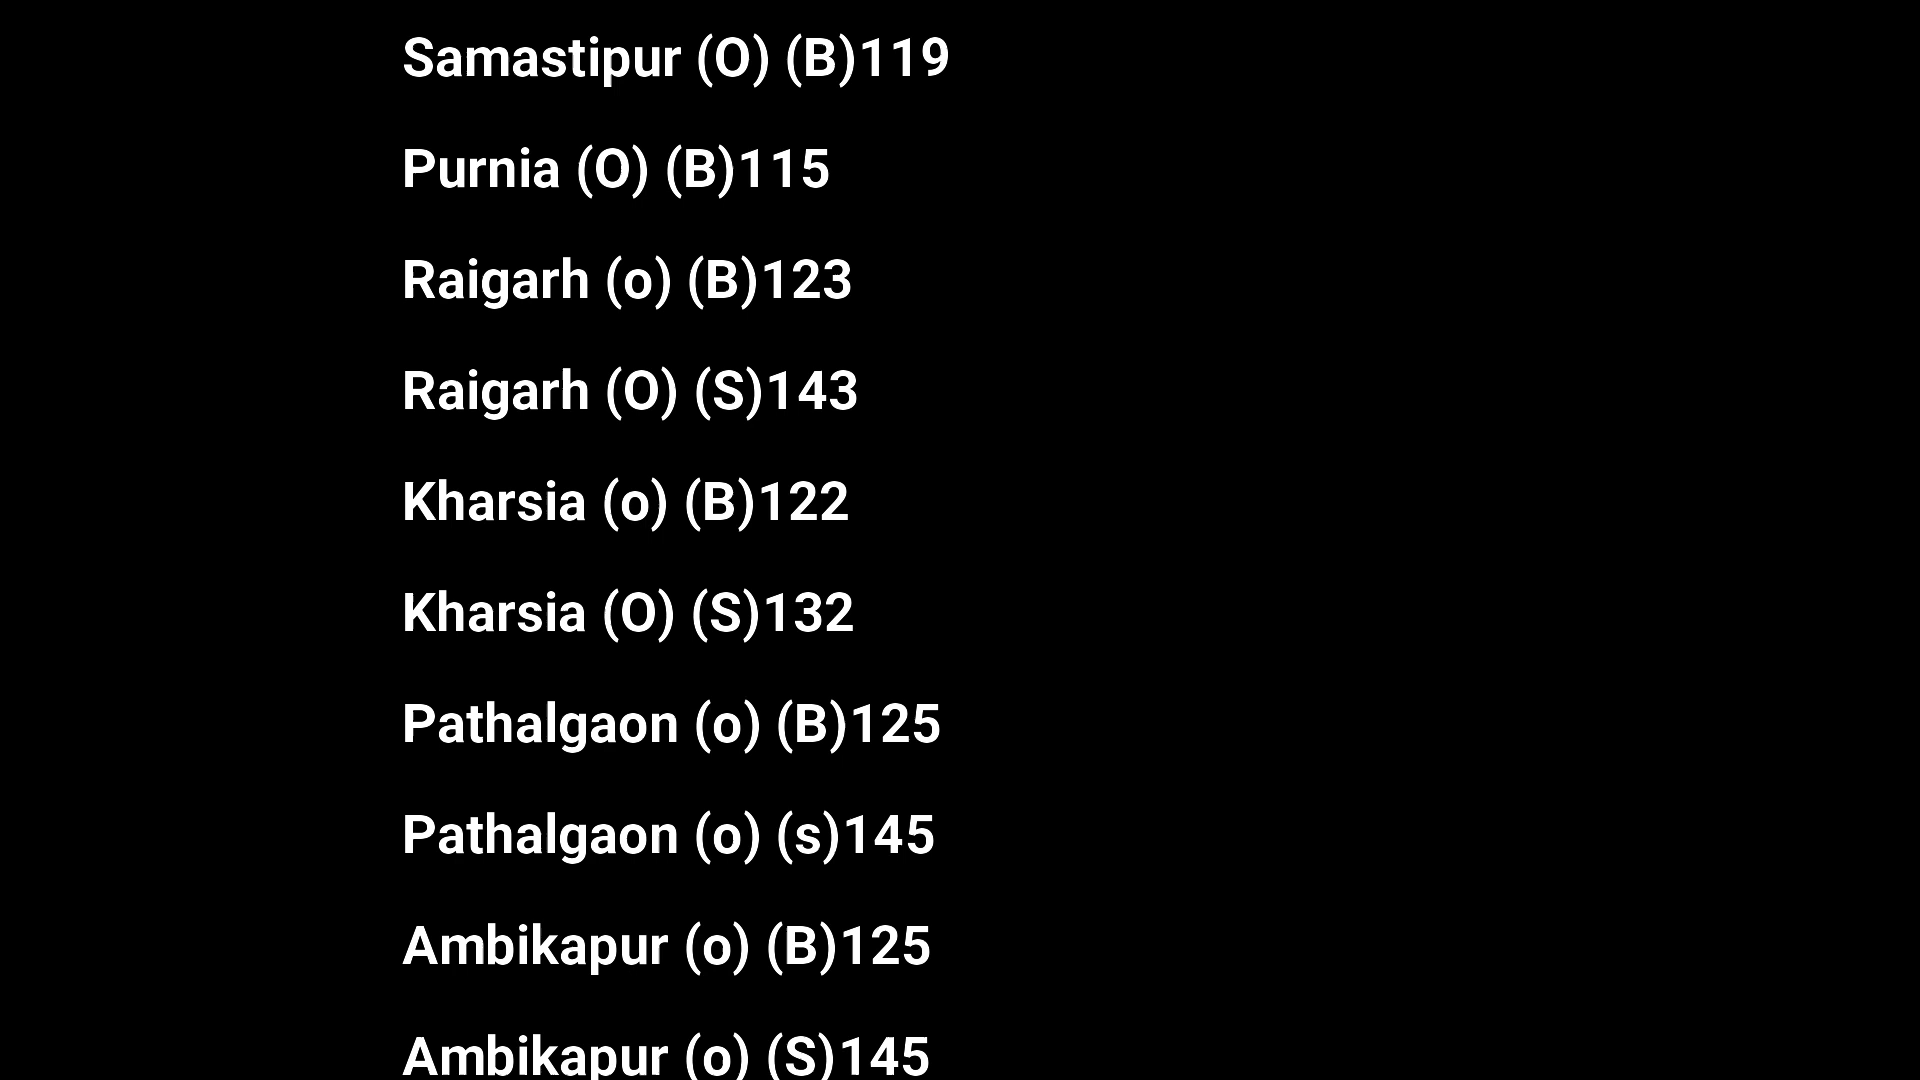 Samastipur (O) (B)119
Purnia (O) (B)115
Raigarh (o) (B)123
Raigarh (O) (S)143
Kharsia (o) (B)122
Kharsia (O) (S)132
Pathalgaon (o) (B)125
Pathalgaon (o) (s)145
Ambikapur (o) (B)125
Ambikapur (o) (S)145